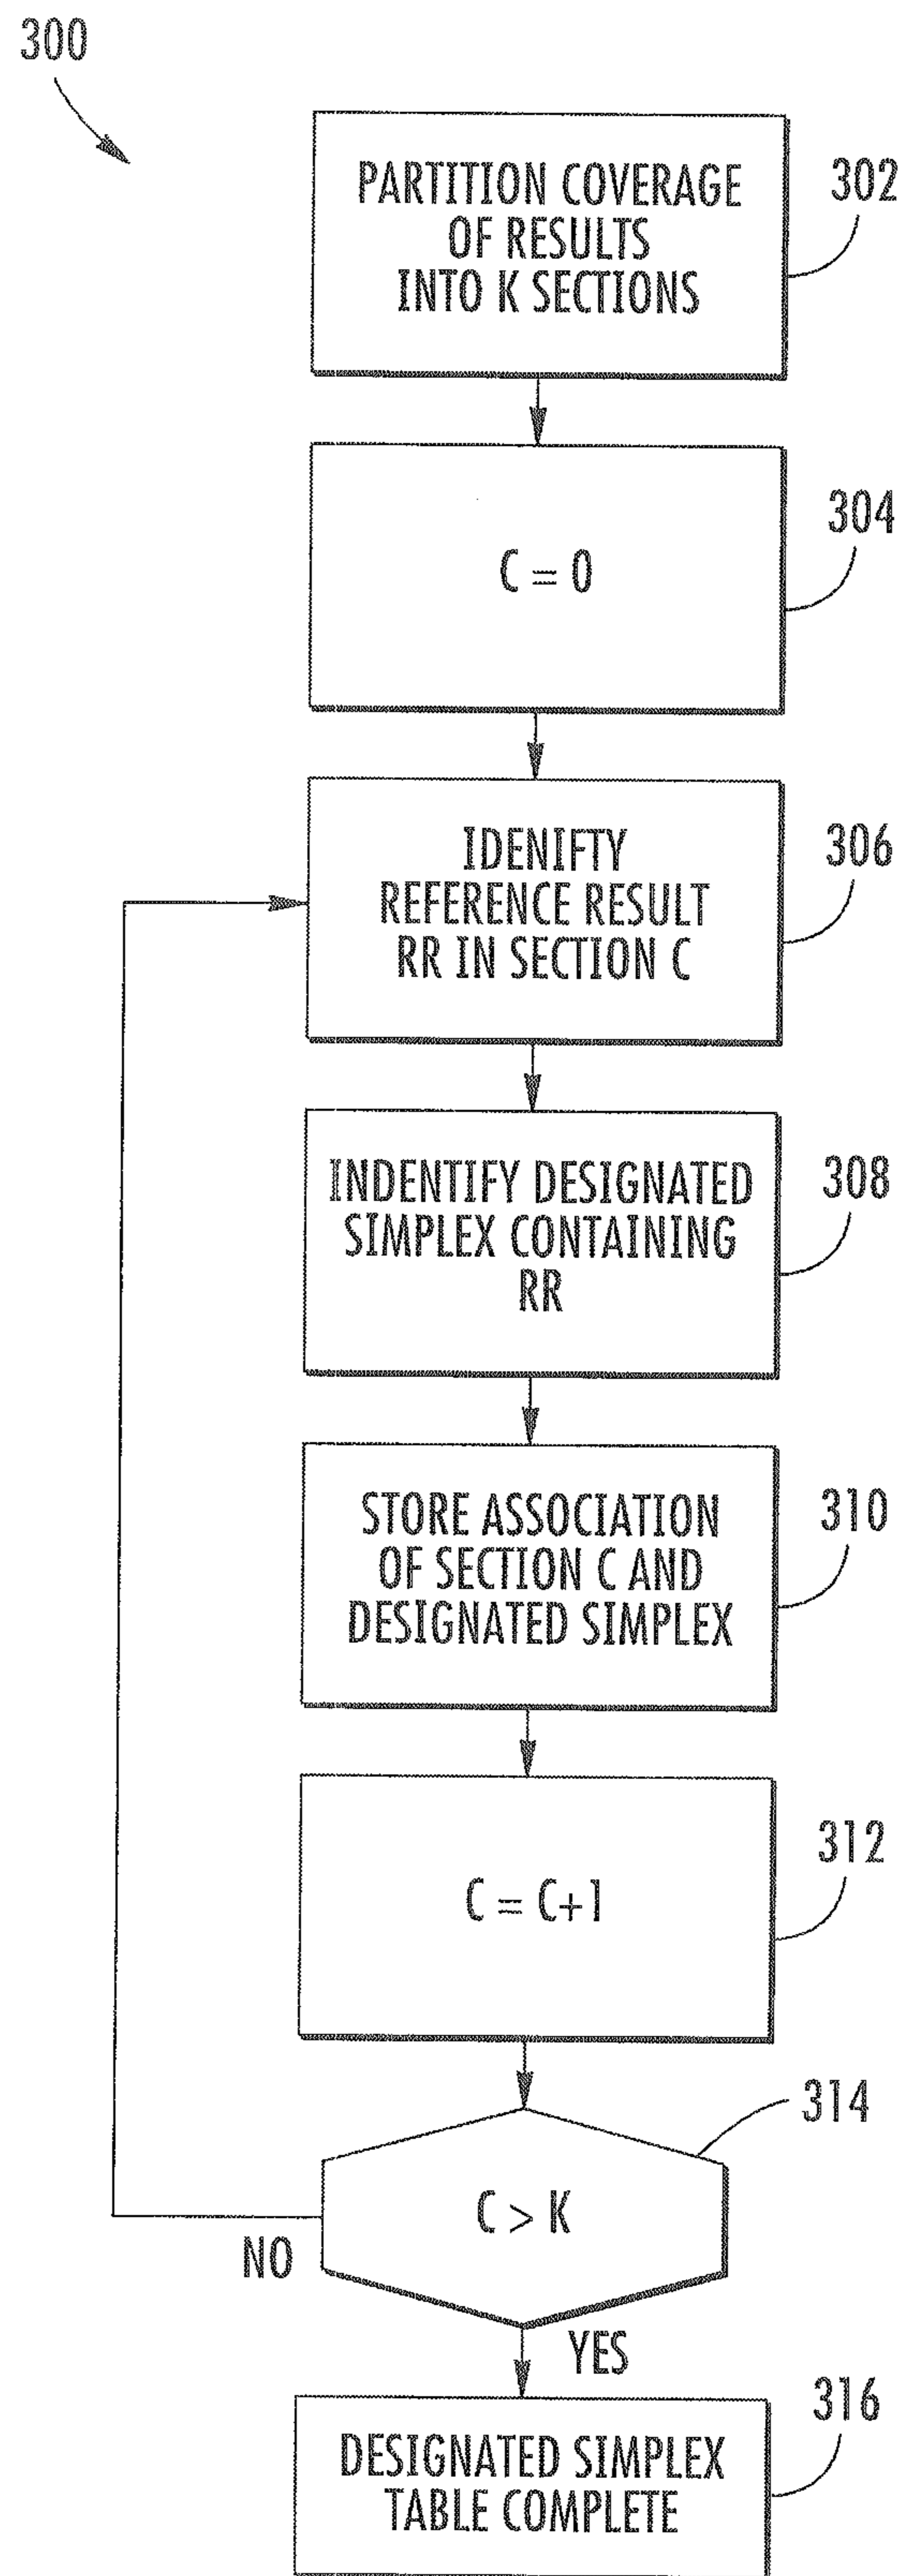 300
PARTITION COVERAGE
OF RESULTS
INTO K SECTIONS
302
C = 0
304
IDENIFTY
REFERENCE RESULT
RR IN SECTION C
306
INDENTIFY DESIGNATED
SIMPLEX CONTAINING
RR
308
STORE ASSOCIATION
OF SECTION C AND
DESIGNATED SIMPLEX
310
C = C+1
312
314
C > K
NO
YES
316
DESIGNATED SIMPLEX
TABLE COMPLETE